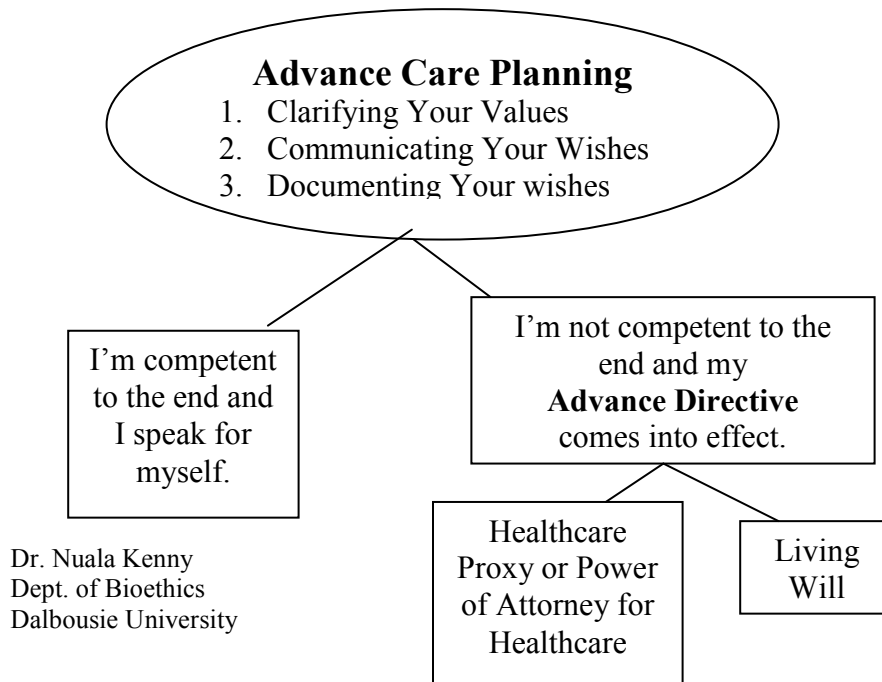 Advance Care Planning
1. Clarifying Your Values
2. Communicating Your Wishes
3. Documenting Your wishes
I'm competent
to the end and
I speak for
myself.
I'm not competent to the
end and my
Advance Directive
comes into effect.
Healthcare
Proxy or Power
of Attorney for
Healthcare
Living
Will
Dr. Nuala Kenny
Dept. of Bioethics
Dalbousie University